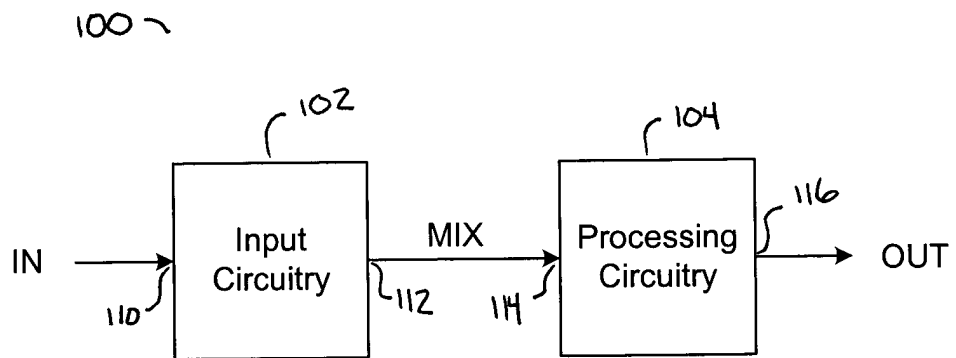 100
102
104
116
IN
Input
Circuitry
MIX
Processing
Circuitry
OUT
110
112
114